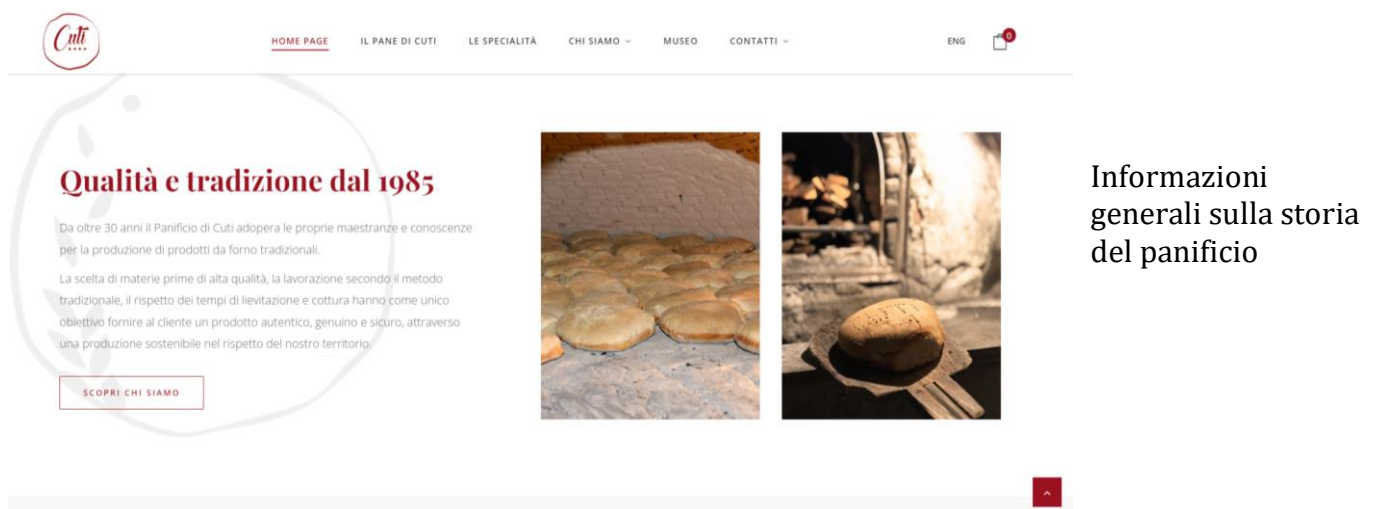 Cuti
HOME PAGE
IL PANE DI CUTI
LE SPECIALITÀ
CHI SIAMO
MUSEO
CONTATTI
ENG
0
Qualità e tradizione dal 1985
Da oltre 30 anni il Panificio di Cuti adopera le proprie maestranze e conoscenze
per la produzione di prodotti da forno tradizionali.
La scelta di materie prime di alta qualità, la lavorazione secondo il metodo
tradizionale, il rispetto dei tempi di lievitazione e cottura hanno come unico
obiettivo fornire al cliente un prodotto autentico, genuino e sicuro, attraverso
una produzione sostenibile nel rispetto del nostro territorio.
SCOPRI CHI SIAMO
Informazioni
generali sulla storia
del panificio